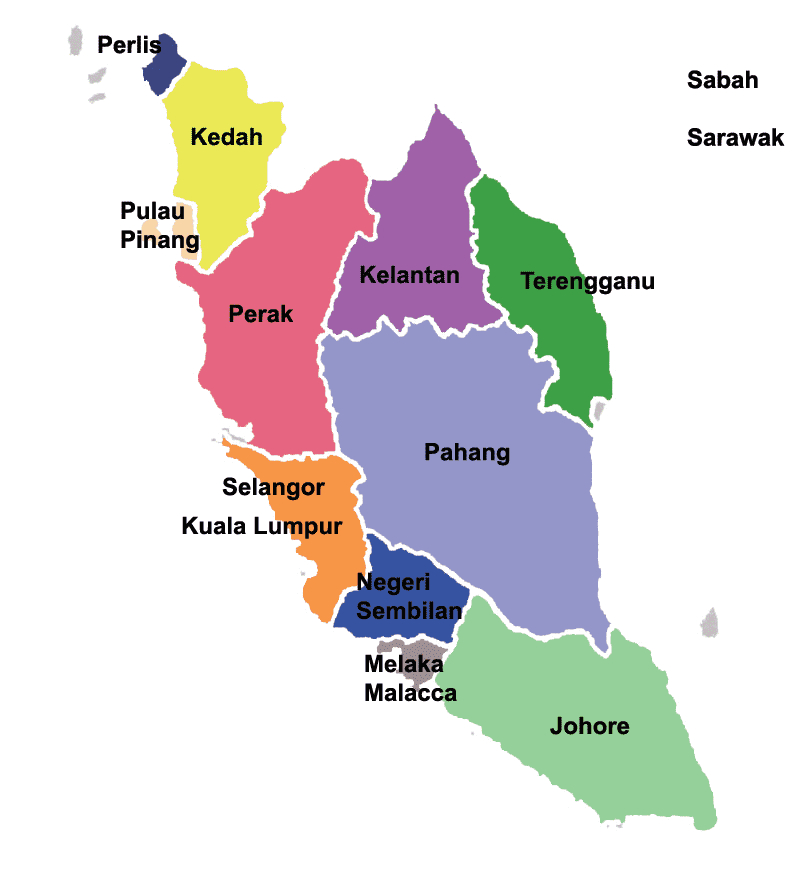 Perlis
Sabah
Kedah
Sarawak
Pulau
Pinang
Kelantan
Terengganu
Perak
Pahang
Selangor
Kuala Lumpur
Negeri
Sembilan
Melaka
Malacca
Johore